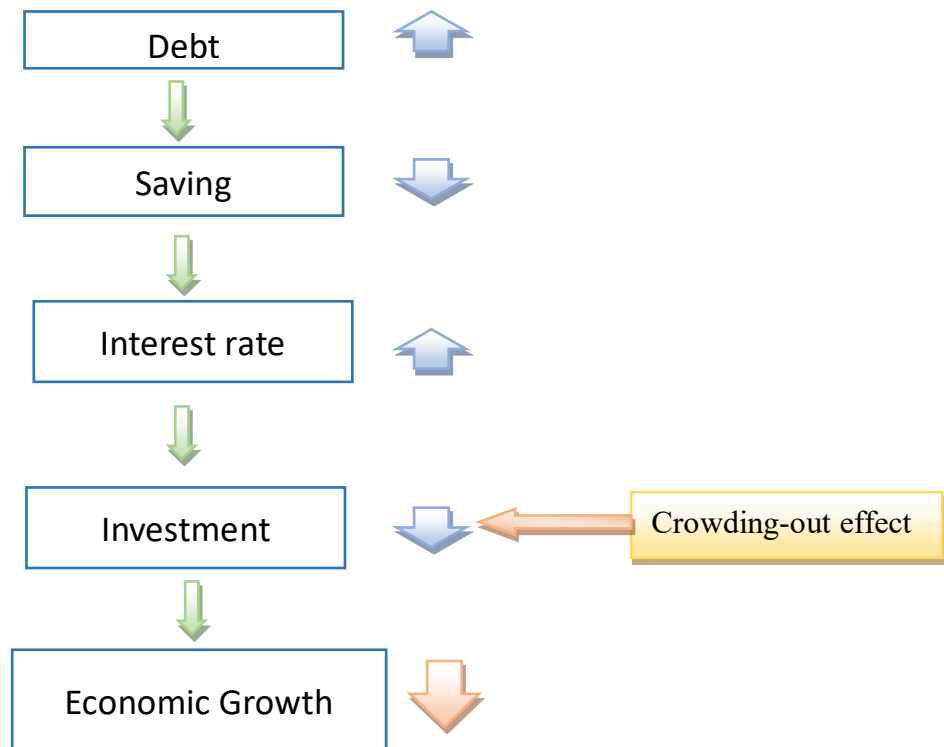 Debt
Saving
Interest rate
Investment
Crowding-out effect
Economic Growth